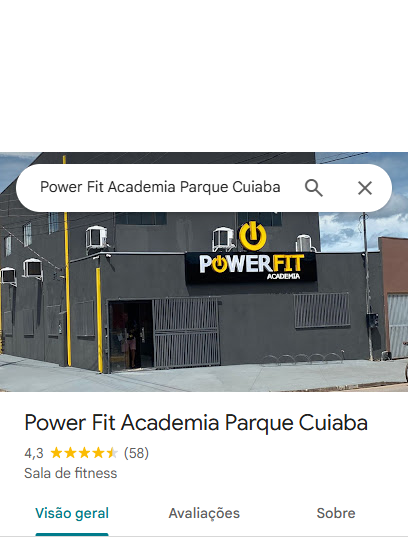 Power Fit Academia Parque Cuiaba
POWERFIT
ACADEMIA
Power Fit Academia Parque Cuiaba
4,3 (58)
Sala de fitness
Visão geral Avaliações Sobre